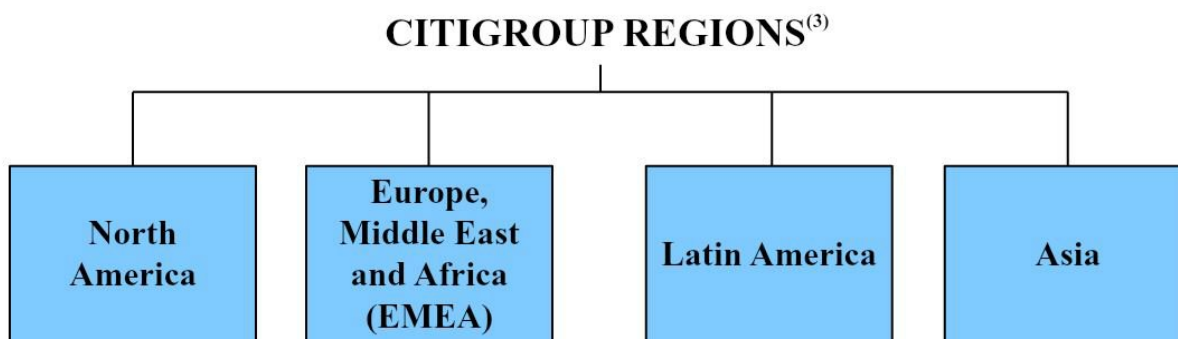 CITIGROUP REGIONS(3)
North
America
Europe,
Middle East
and Africa
(EMEA)
Latin America
Asia